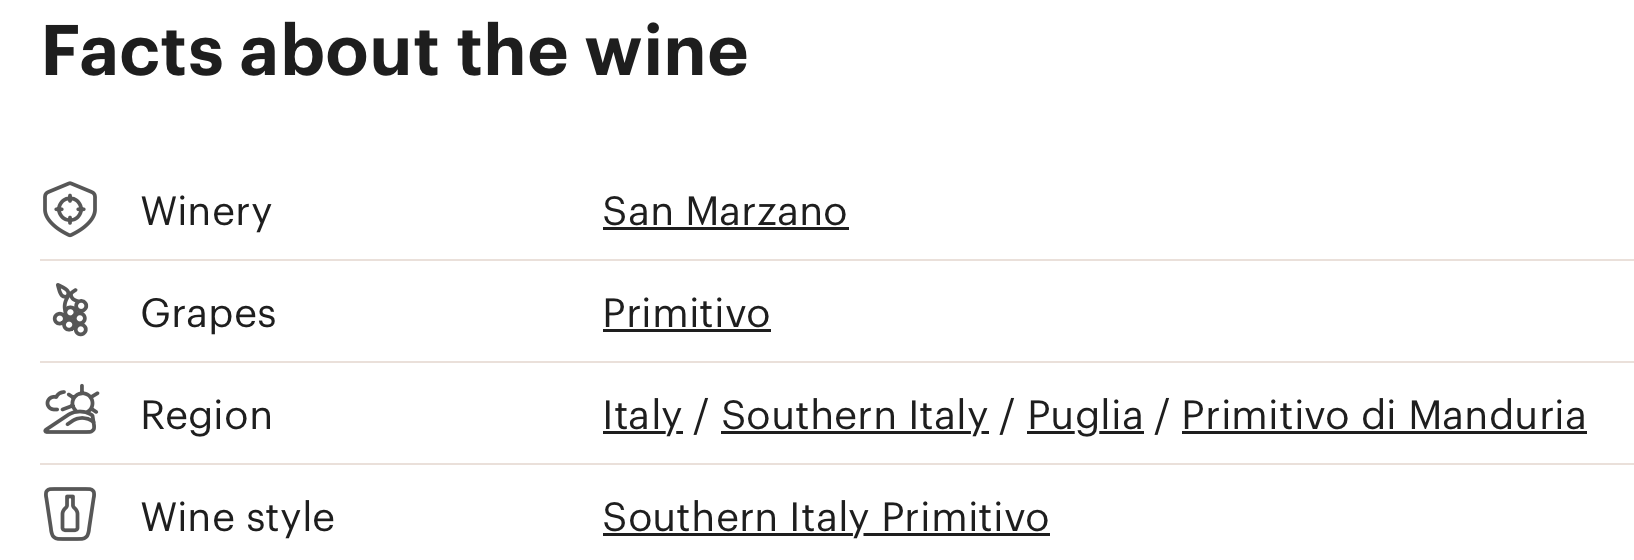 Facts about the wine
Winery San Marzano
Grapes Primitivo
Region Italy / Southern Italy / Puglia / Primitivo di Manduria
Wine style Southern Italy Primitivo